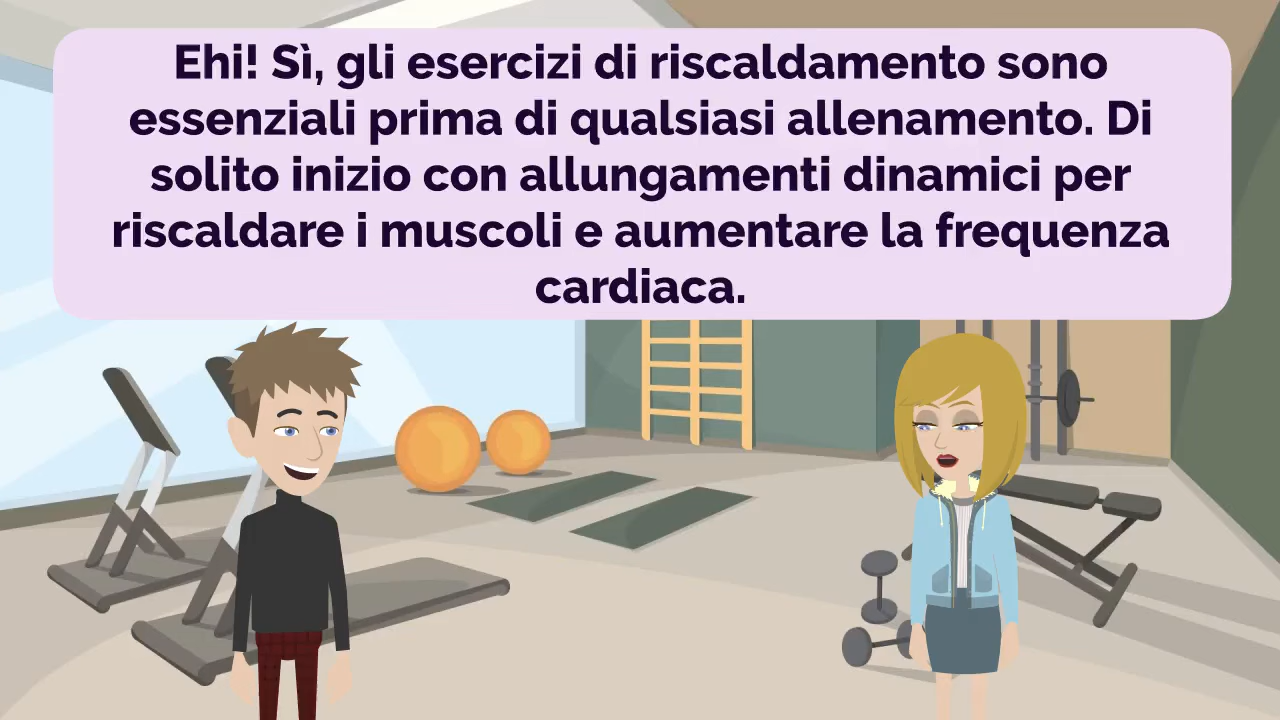 Ehi! Sì, gli esercizi di riscaldamento sono
essenziali prima di qualsiasi allenamento. Di
solito inizio con allungamenti dinamici per
riscaldare i muscoli e aumentare la frequenza
cardiaca.